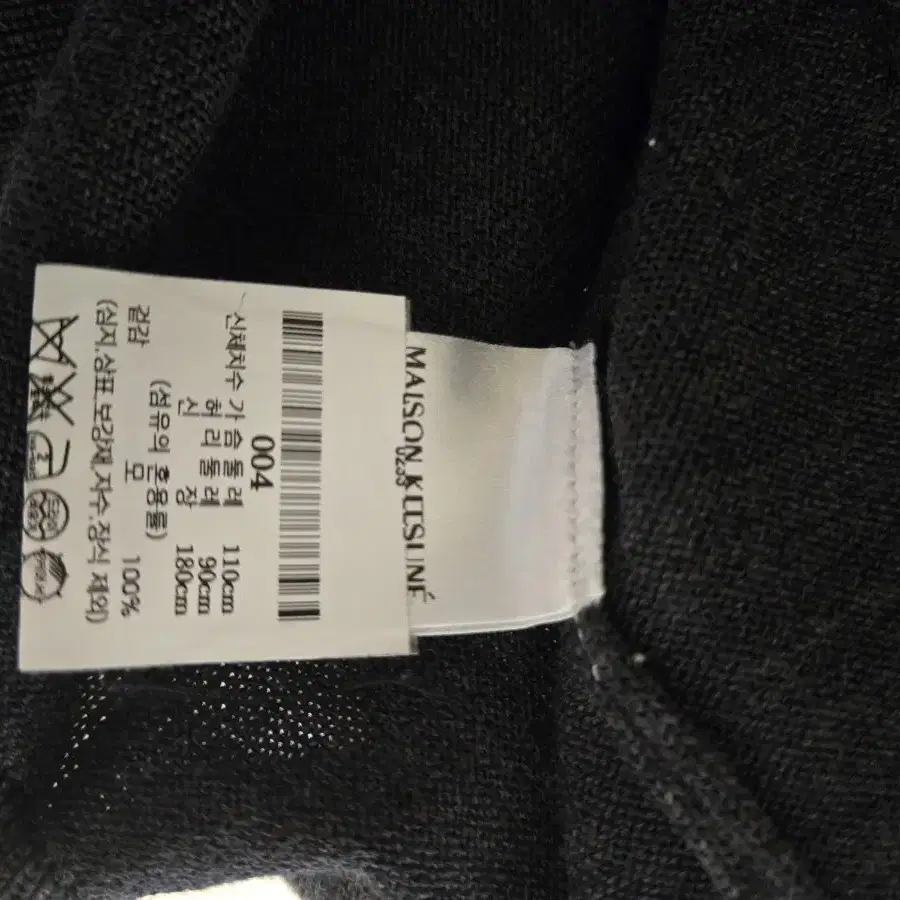 MAISON KITSUNÉ
004
신체치수 가슴둘레 110cm
허리둘레 90cm
신장 180cm
(섬유의 혼용률)
겉감 모 100%
(심지.상표.보강재.자수.장식 제외)